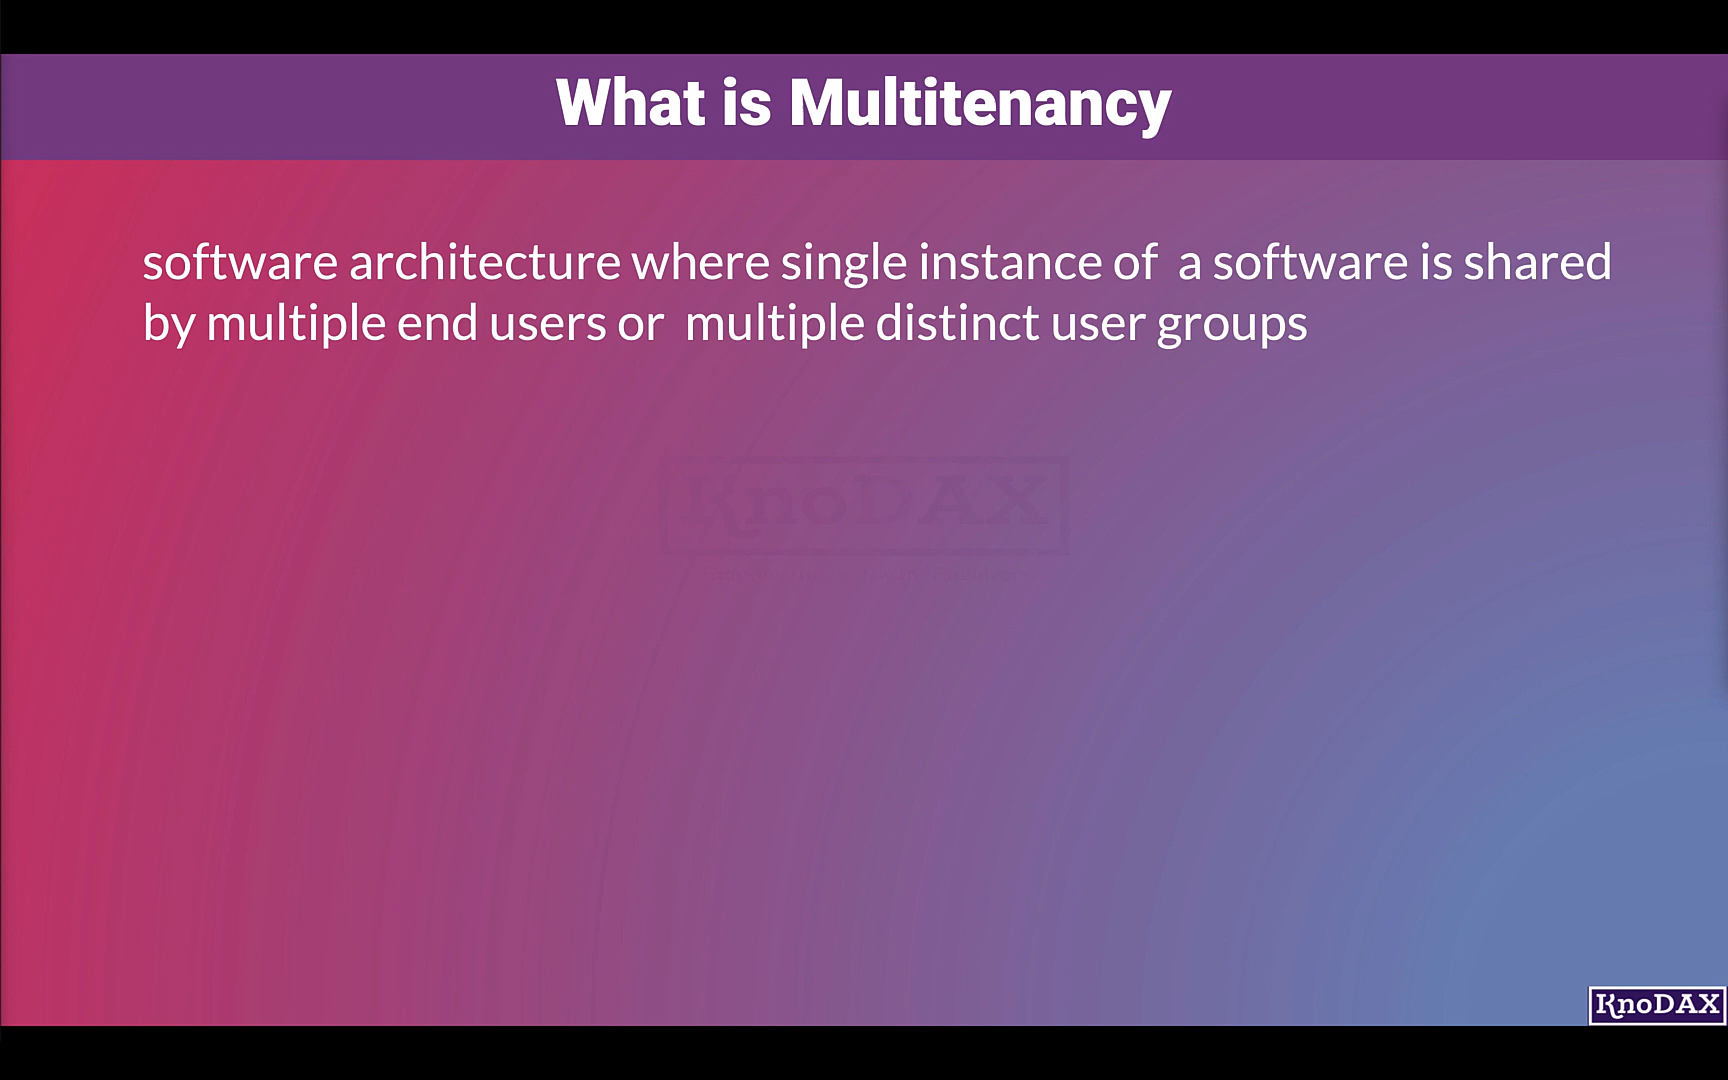 What is Multitenancy
software architecture where single instance of  a software is shared
by multiple end users or  multiple distinct user groups
KnoDAX
KnoDAX